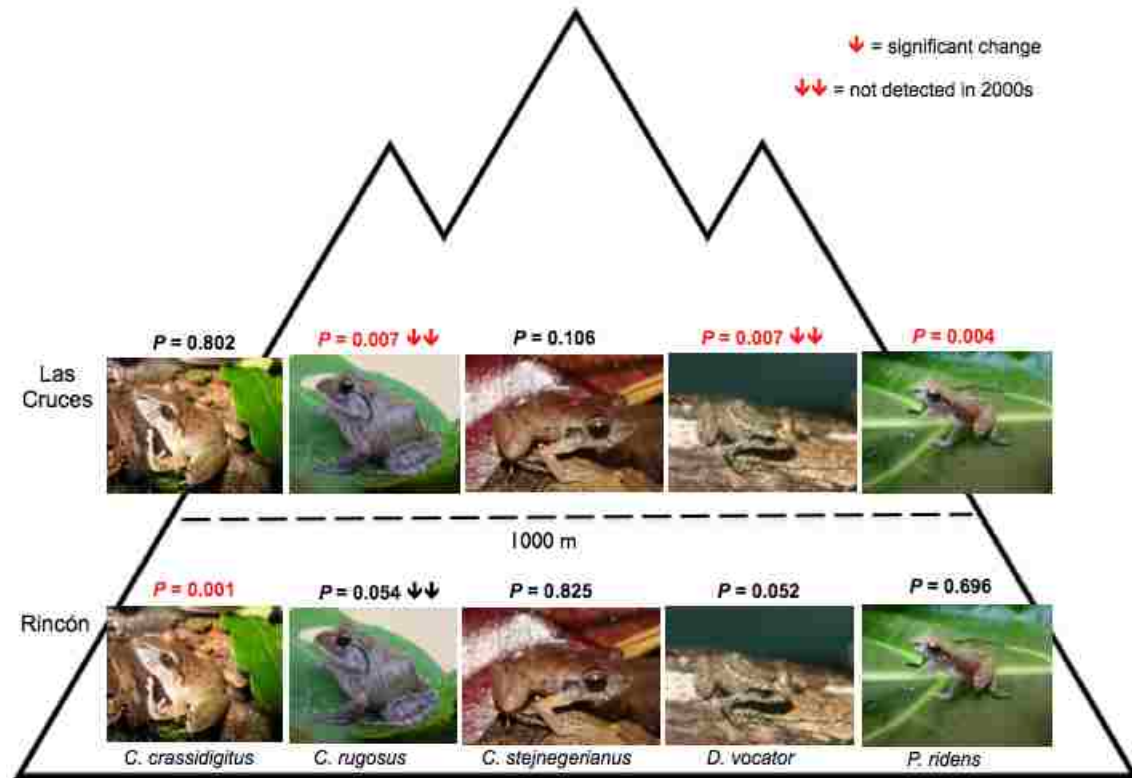 ↓ = significant change
↓↓ = not detected in 2000s
P = 0.802 P = 0.007 ↓↓ P = 0.106 P = 0.007 ↓↓ P = 0.004
Las
Cruces
1000 m
P = 0.001 P = 0.054 ↓↓ P = 0.825 P = 0.052 P = 0.696
Rincón
C. crassidigitus C. rugosus C. stejnegerianus D. vocator P. ridens